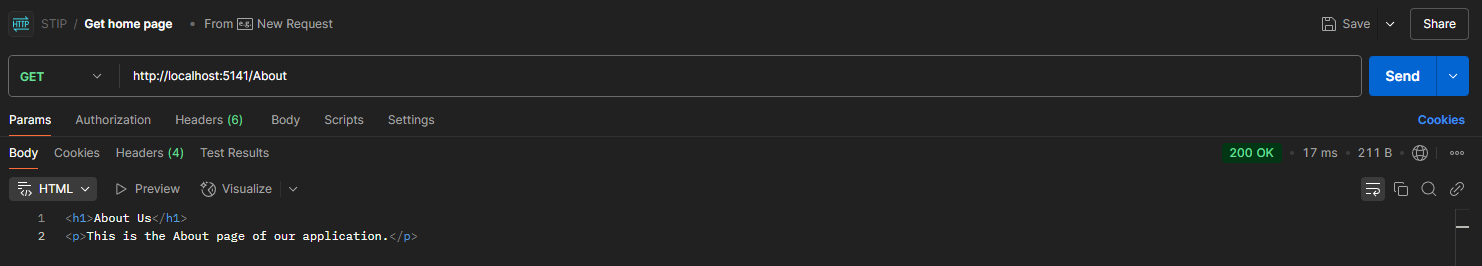 HTTP STIP / Get home page • From e.g. New Request Save Share
GET http://localhost:5141/About Send
Params Authorization Headers (6) Body Scripts Settings Cookies
Body Cookies Headers (4) Test Results 200 OK • 17 ms • 211 B •
HTML Preview Visualize
1 <h1>About Us</h1>
2 <p>This is the About page of our application.</p>